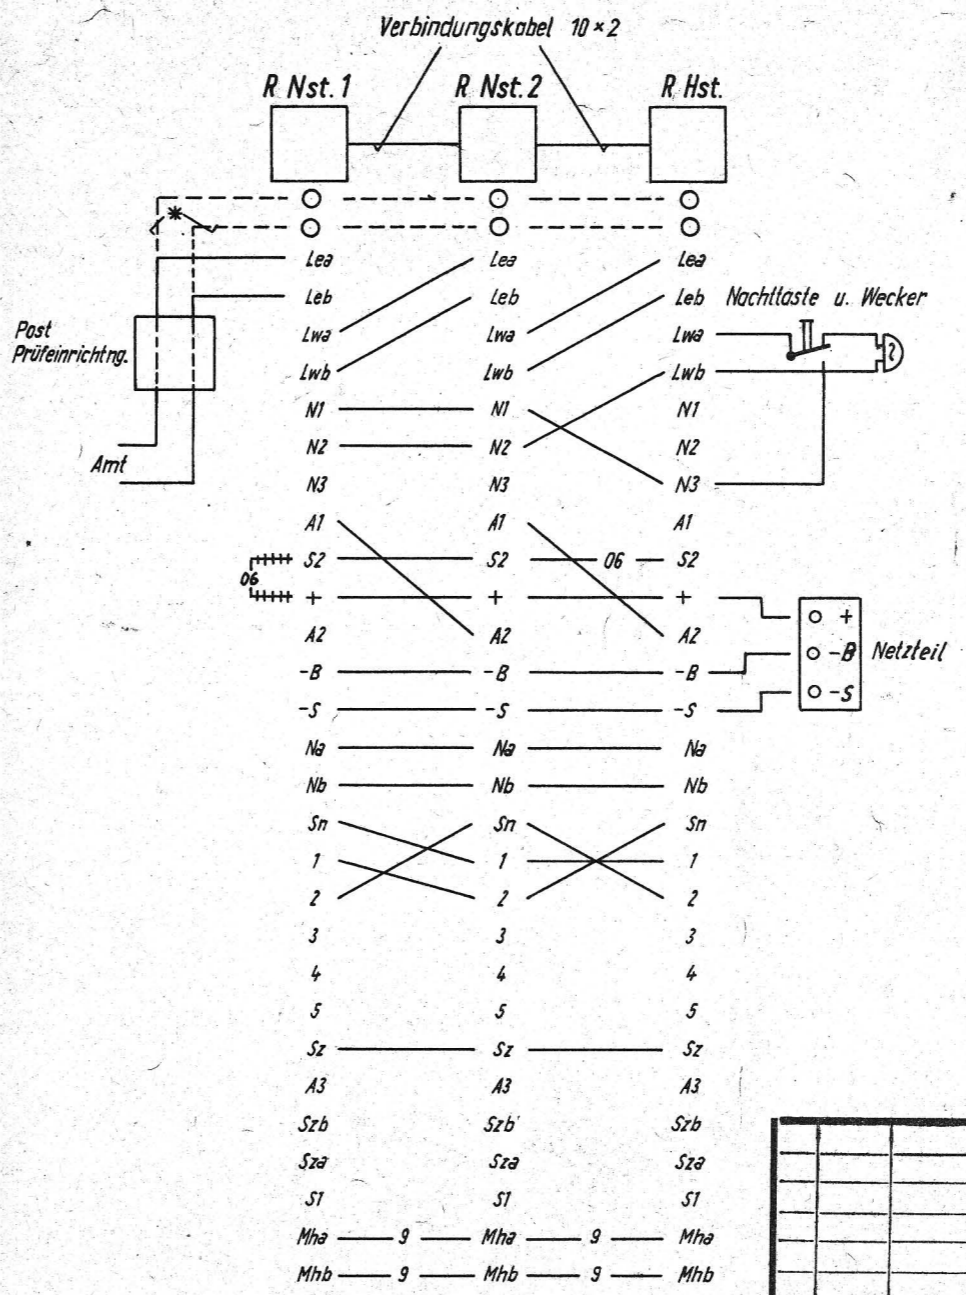 Verbindungskabel 10×2
R Nst. 1 R Nst. 2 R Hst.
*
Lea Lea Lea
Leb Leb Leb Nachttaste u. Wecker
Post
Prüfeinrichtng.
Lwa Lwa Lwa
Lwb Lwb Lwb
N1 N1 N1
N2 N2 N2
Amt
N3 N3 N3
A1 A1 A1
S2 S2 06 S2
06
+ + + +
A2 A2 A2
-B -B -B -B Netzteil
-S -S -S -S
Na Na Na
Nb Nb Nb
Sn Sn Sn
1 1 1
2 2 2
3 3 3
4 4 4
5 5 5
Sz Sz Sz
A3 A3 A3
Szb Szb Szb
Sza Sza Sza
S1 S1 S1
Mha 9 Mha 9 Mha
Mhb 9 Mhb 9 Mhb